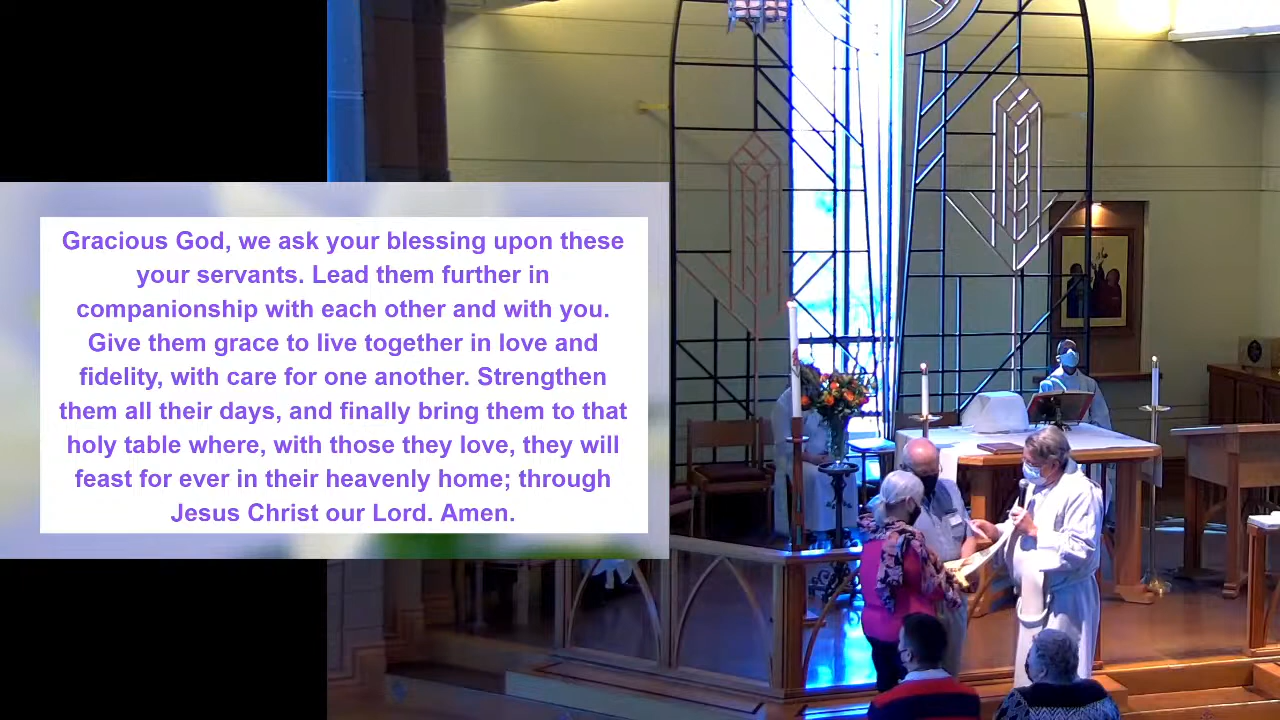 Gracious God, we ask your blessing upon these
your servants. Lead them further in
companionship with each other and with you.
Give them grace to live together in love and
fidelity, with care for one another. Strengthen
them all their days, and finally bring them to that
holy table where, with those they love, they will
feast for ever in their heavenly home; through
Jesus Christ our Lord. Amen.